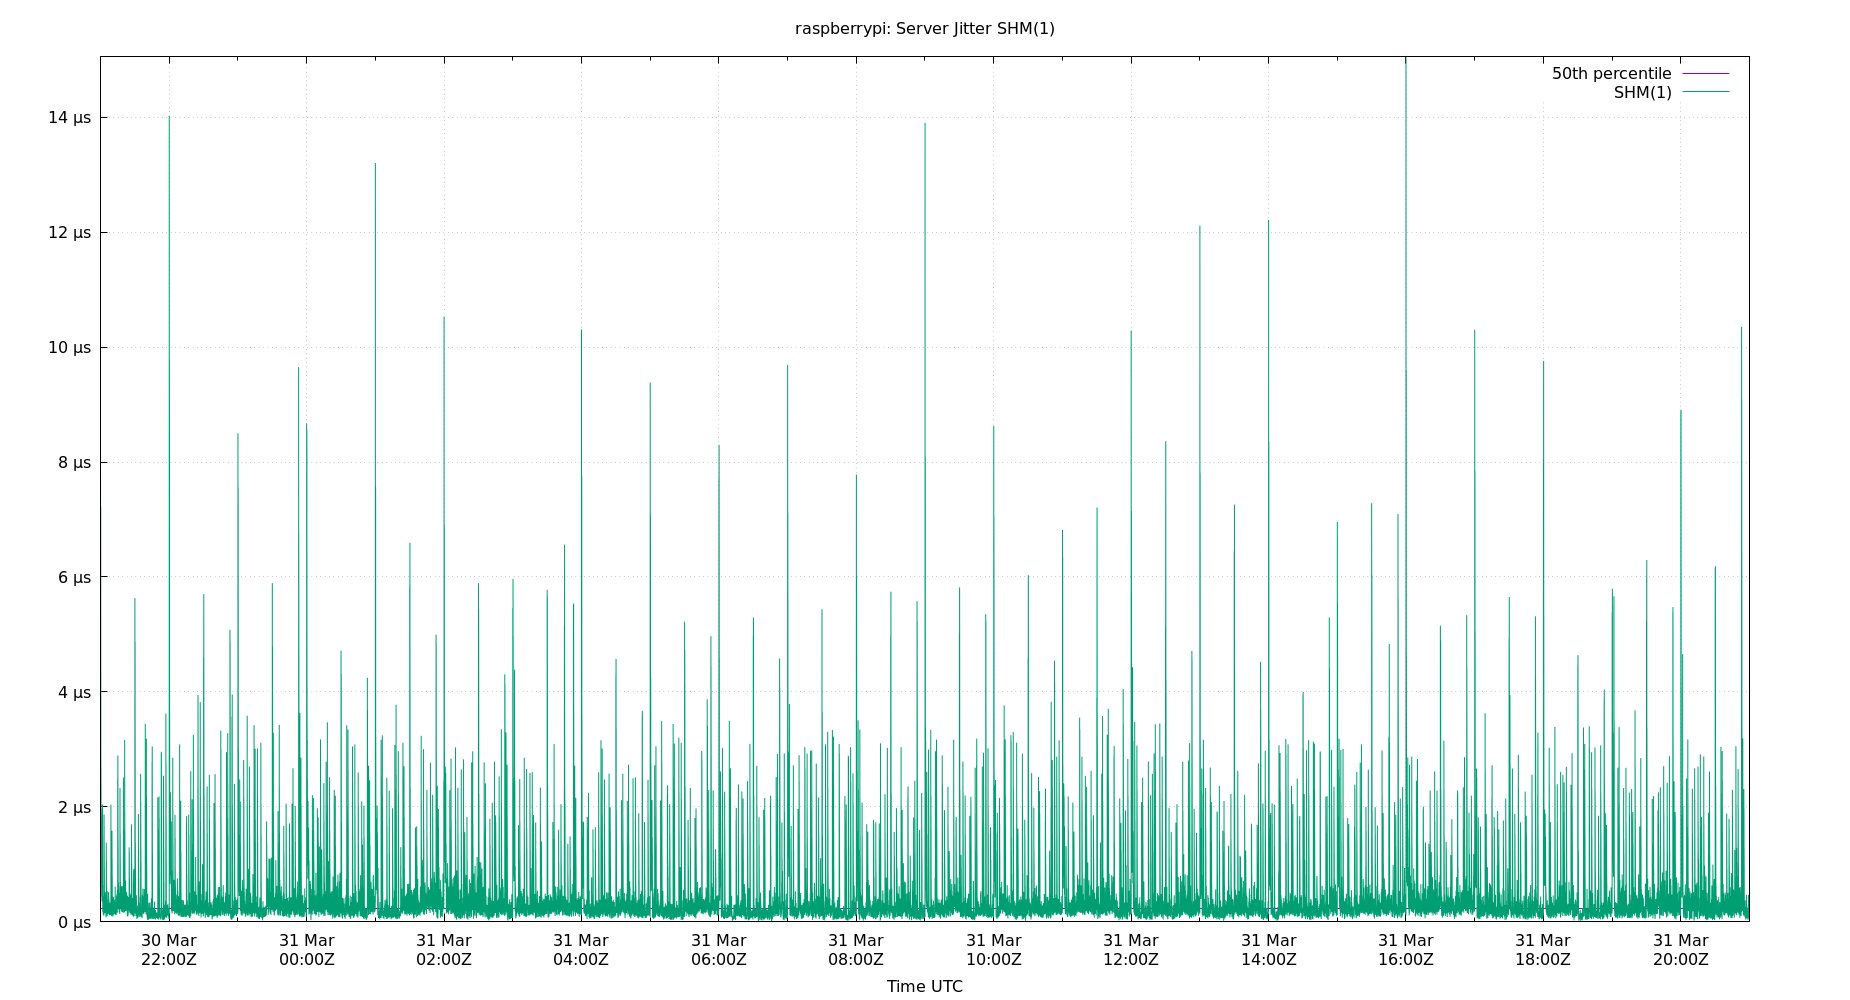 raspberrypi: Server Jitter SHM(1)
50th percentile
SHM(1)
14 µs
12 µs
10 µs
8 µs
6 µs
4 µs
2 µs
0 µs
30 Mar 31 Mar 31 Mar 31 Mar 31 Mar 31 Mar 31 Mar 31 Mar 31 Mar 31 Mar 31 Mar 31 Mar
22:00Z 00:00Z 02:00Z 04:00Z 06:00Z 08:00Z 10:00Z 12:00Z 14:00Z 16:00Z 18:00Z 20:00Z
Time UTC